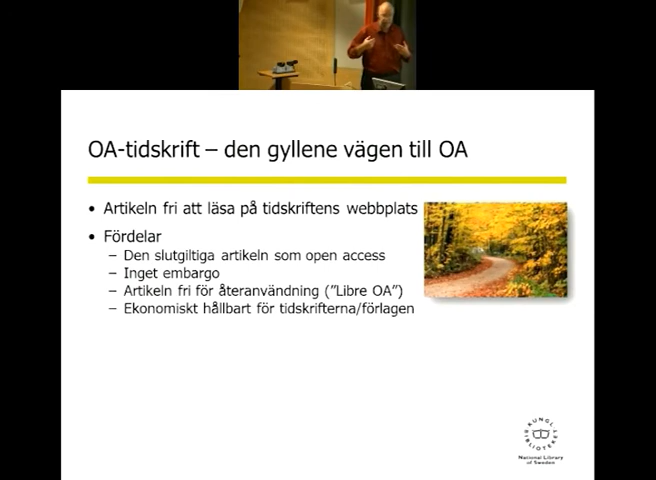 OA-tidskrift – den gyllene vägen till OA
• Artikeln fri att läsa på tidskriftens webbplats
• Fördelar
– Den slutgiltiga artikeln som open access
– Inget embargo
– Artikeln fri för återanvändning (”Libre OA”)
– Ekonomiskt hållbart för tidskrifterna/förlagen
KUNGL. BIBLIOTEKET
National Library
of Sweden